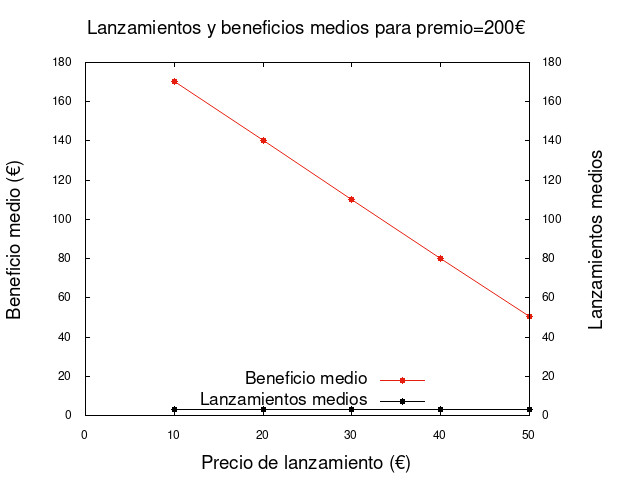 Lanzamientos y beneficios medios para premio=200€
180
160
140
120
100
80
60
40
20
0
180
160
140
120
100
80
60
40
20
0
Beneficio medio (€)
Lanzamientos medios
Beneficio medio
Lanzamientos medios
0 10 20 30 40 50
Precio de lanzamiento (€)